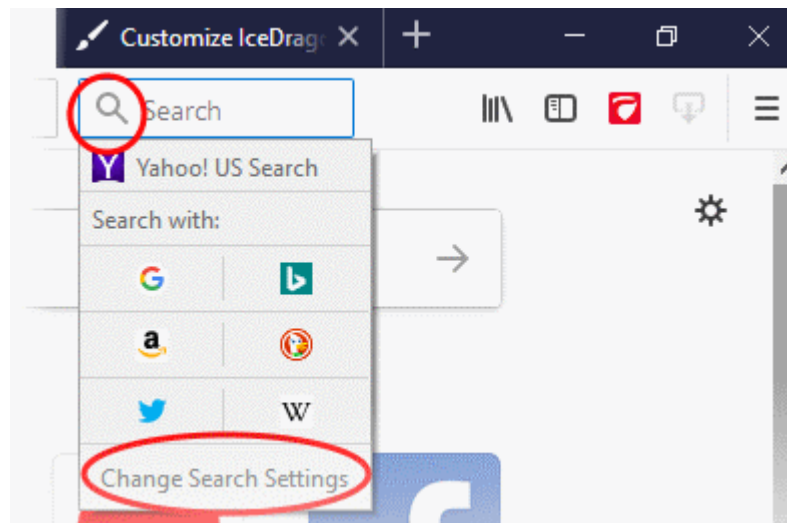 Customize IceDrag
Search
Yahoo! US Search
Search with:
Change Search Settings